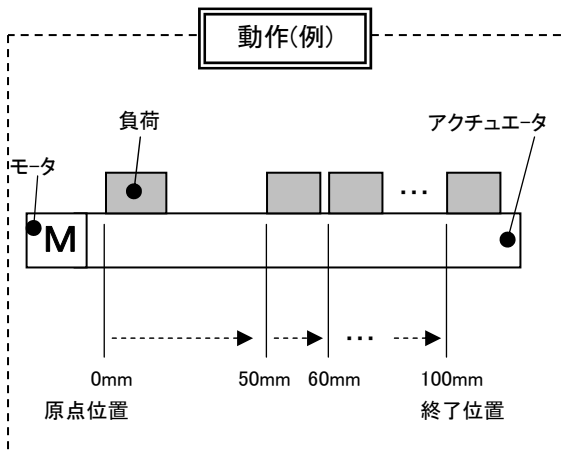 動作(例)
負荷
アクチュエータ
モータ
M
...
...
0mm
50mm
60mm
100mm
原点位置
終了位置